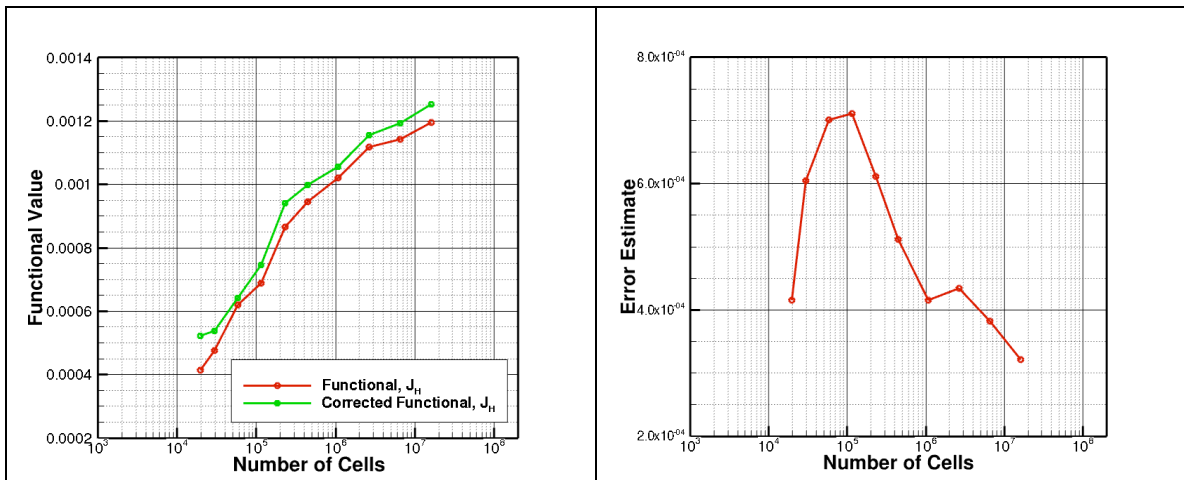 0.0014
0.0012
0.001
0.0008
0.0006
0.0004
0.0002
Functional Value
Functional, J_H
Corrected Functional, J_H
10^3 10^4 10^5 10^6 10^7 10^8
Number of Cells
8.0x10^-04
6.0x10^-04
4.0x10^-04
2.0x10^-04
Error Estimate
10^3 10^4 10^5 10^6 10^7 10^8
Number of Cells